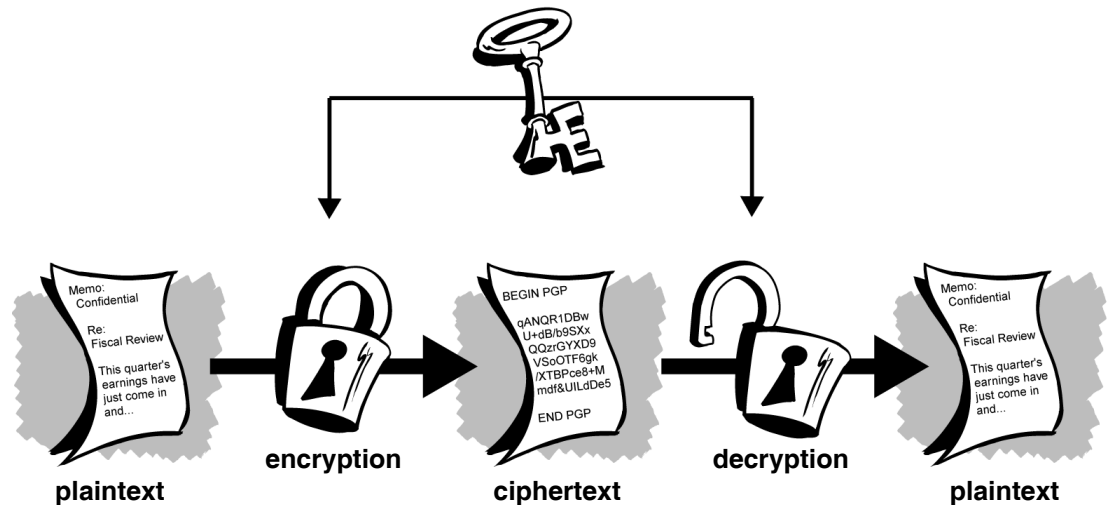 Memo:
Confidential
Re:
Fiscal Review
This quarter's
earnings have
just come in
and...
plaintext
encryption
BEGIN PGP
qANQR1DBw
U+dB/b9SXx
QQzrGYXD9
VSoOTF6gk
/XTBPce8+M
mdf&UILdDe5
END PGP
ciphertext
decryption
Memo:
Confidential
Re:
Fiscal Review
This quarter's
earnings have
just come in
and...
plaintext